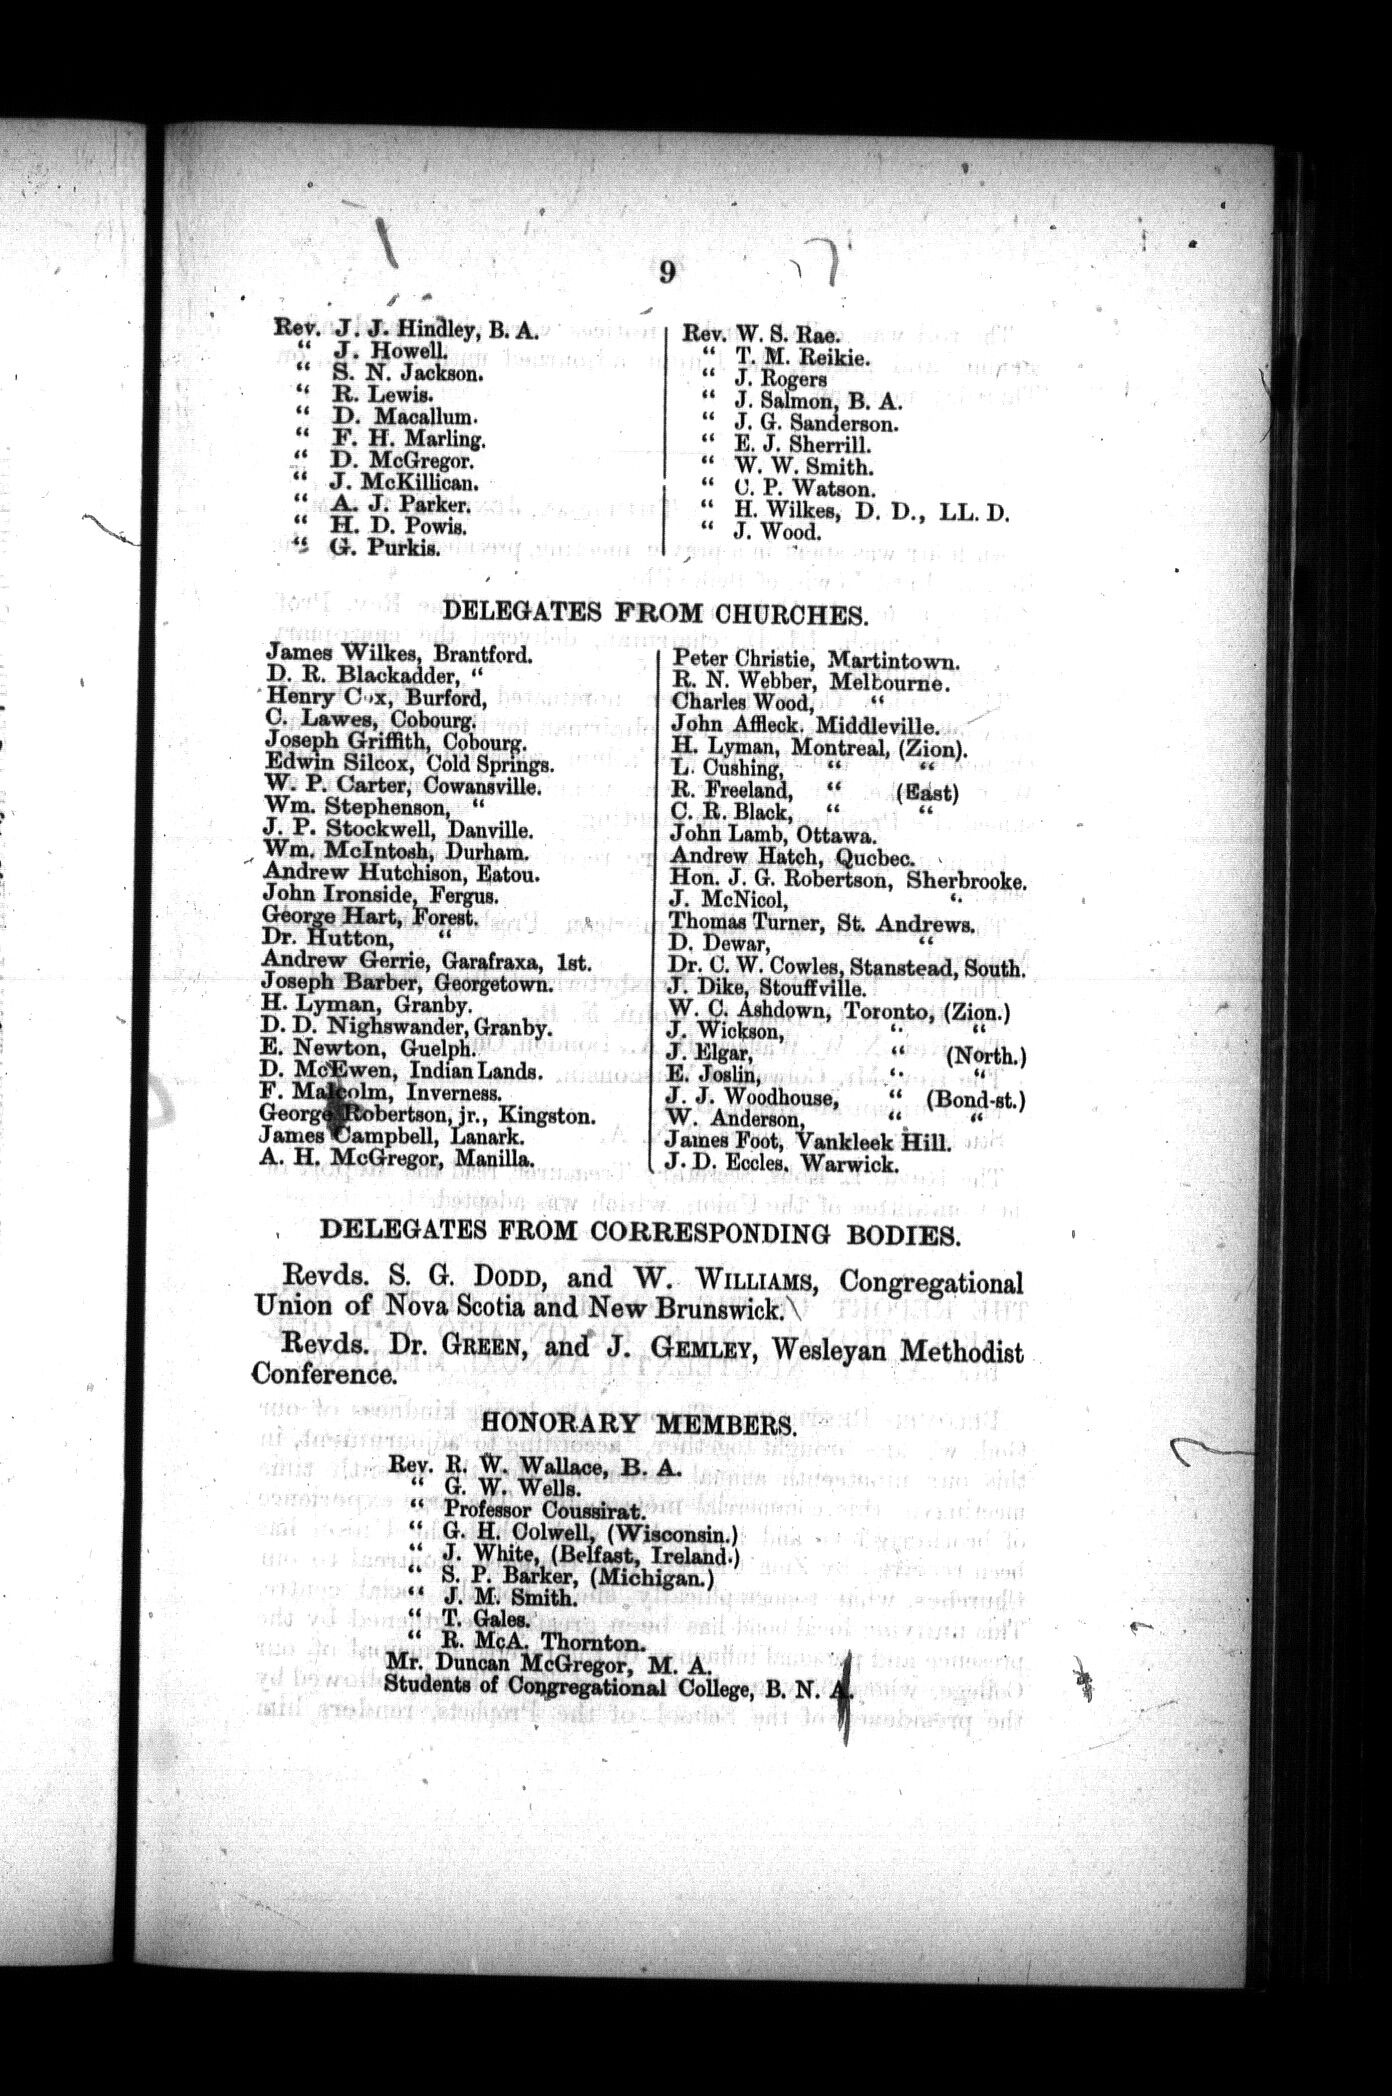 9
Rev. J. J. Hindley, B. A.
“ J. Howell.
“ S. N. Jackson.
“ R. Lewis.
“ D. Macallum.
“ F. H. Marling.
“ D. McGregor.
“ J. McKillican.
“ A. J. Parker.
“ H. D. Powis.
“ G. Purkis.
Rev. W. S. Rae.
“ T. M. Reikie.
“ J. Rogers
“ J. Salmon, B. A.
“ J. G. Sanderson.
“ E. J. Sherrill.
“ W. W. Smith.
“ C. P. Watson.
“ H. Wilkes, D. D., LL. D.
“ J. Wood.
DELEGATES FROM CHURCHES.
James Wilkes, Brantford.
D. R. Blackadder, “
Henry Cox, Burford,
C. Lawes, Cobourg.
Joseph Griffith, Cobourg.
Edwin Silcox, Cold Springs.
W. P. Carter, Cowansville.
Wm. Stephenson, “
J. P. Stockwell, Danville.
Wm. McIntosh, Durham.
Andrew Hutchison, Eatou.
John Ironside, Fergus.
George Hart, Forest.
Dr. Hutton, “
Andrew Gerrie, Garafraxa, 1st.
Joseph Barber, Georgetown.
H. Lyman, Granby.
D. D. Nighswander, Granby.
E. Newton, Guelph.
D. McEwen, Indian Lands.
F. Malcolm, Inverness.
George Robertson, jr., Kingston.
James Campbell, Lanark.
A. H. McGregor, Manilla.
Peter Christie, Martintown.
R. N. Webber, Melbourne.
Charles Wood, “
John Affleck, Middleville.
H. Lyman, Montreal, (Zion).
L. Cushing, “ “
R. Freeland, “ (East)
C. R. Black, “ “
John Lamb, Ottawa.
Andrew Hatch, Quebec.
Hon. J. G. Robertson, Sherbrooke.
J. McNicol, “
Thomas Turner, St. Andrews.
D. Dewar, “
Dr. C. W. Cowles, Stanstead, South.
J. Dike, Stouffville.
W. C. Ashdown, Toronto, (Zion.)
J. Wickson, “ “
J. Elgar, “ (North.)
E. Joslin, “ “
J. J. Woodhouse, “ (Bond-st.)
W. Anderson, “ “
James Foot, Vankleek Hill.
J. D. Eccles, Warwick.
DELEGATES FROM CORRESPONDING BODIES.
Revds. S. G. DODD, and W. WILLIAMS, Congregational
Union of Nova Scotia and New Brunswick.
Revds. Dr. GREEN, and J. GEMLEY, Wesleyan Methodist
Conference.
HONORARY MEMBERS.
Rev. R. W. Wallace, B. A.
“ G. W. Wells.
“ Professor Coussirat.
“ G. H. Colwell, (Wisconsin.)
“ J. White, (Belfast, Ireland.)
“ S. P. Barker, (Michigan.)
“ J. M. Smith.
“ T. Gales.
“ R. McA. Thornton.
Mr. Duncan McGregor, M. A.
Students of Congregational College, B. N. A.